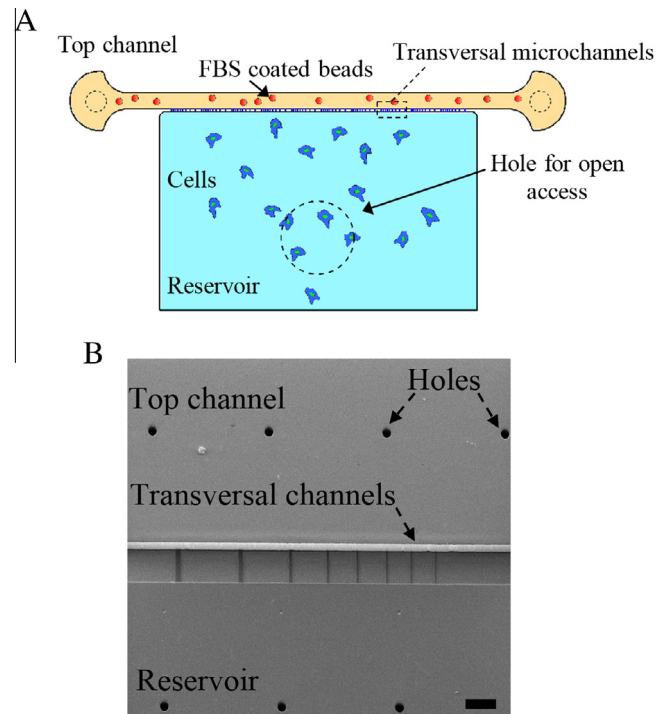 A
Top channel
FBS coated beads
Transversal microchannels
Cells
Hole for open
access
Reservoir
B
Top channel
Holes
Transversal channels
Reservoir